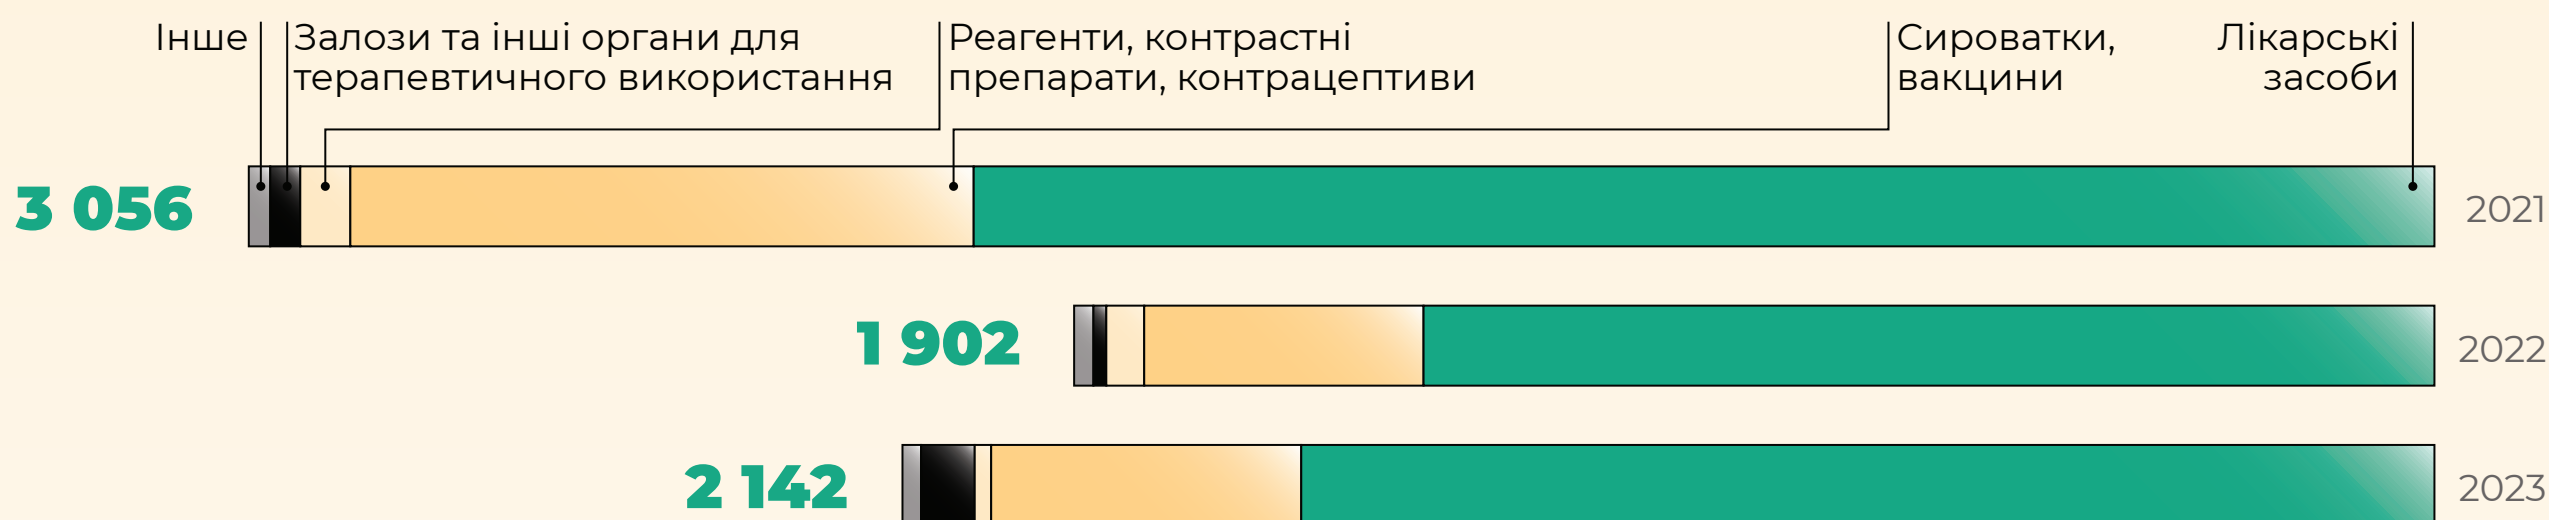 Інше
Залози та інші органи для
терапевтичного використання
Реагенти, контрастні
препарати, контрацептиви
Сироватки,
вакцини
Лікарські
засоби
3 056
2021
1 902
2022
2 142
2023